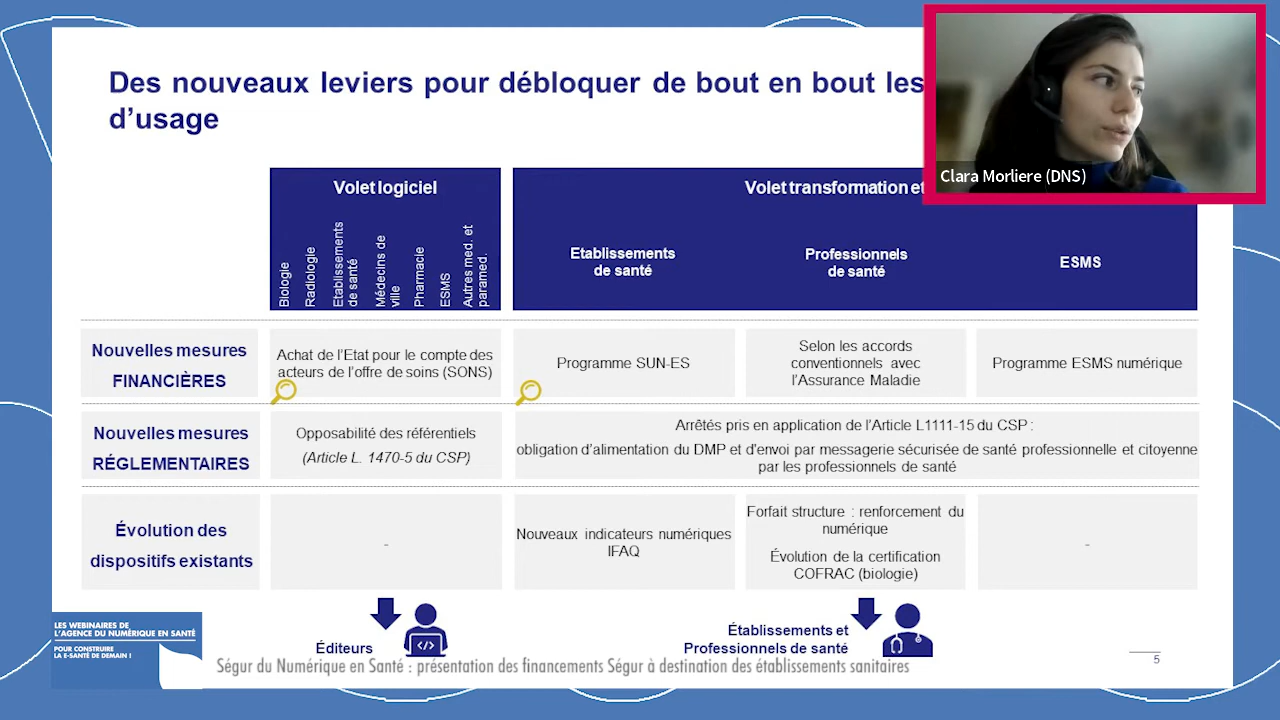 Des nouveaux leviers pour débloquer de bout en bout les
d'usage
Clara Morliere (DNS)
Volet logiciel
Volet transformation et
Biologie
Radiologie
Etablissements
de santé
Médecins de
ville
Pharmacie
ESMS
Autres med. et
paramed.
Etablissements
de santé
Professionnels
de santé
ESMS
Nouvelles mesures
FINANCIÈRES
Achat de l'Etat pour le compte des
acteurs de l'offre de soins (SONS)
Programme SUN-ES
Selon les accords
conventionnels avec
l'Assurance Maladie
Programme ESMS numérique
Nouvelles mesures
RÉGLEMENTAIRES
Opposabilité des référentiels
(Article L. 1470-5 du CSP)
Arrêtés pris en application de l'Article L1111-15 du CSP :
obligation d'alimentation du DMP et d'envoi par messagerie sécurisée de santé professionnelle et citoyenne
par les professionnels de santé
Évolution des
dispositifs existants
-
Nouveaux indicateurs numériques
IFAQ
Forfait structure : renforcement du
numérique
Évolution de la certification
COFRAC (biologie)
-
Éditeurs
Établissements et
Professionnels de santé
LES WEBINAIRES DE
L'AGENCE DU NUMÉRIQUE EN SANTÉ
POUR CONSTRUIRE
LA E-SANTÉ DE DEMAIN !
Ségur du Numérique en Santé : présentation des financements Ségur à destination des établissements sanitaires
5